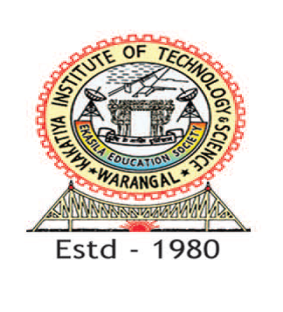 KAKATIYA INSTITUTE OF TECHNOLOGY & SCIENCE
EKASILA EDUCATION SOCIETY
★ WARANGAL ★
Estd - 1980